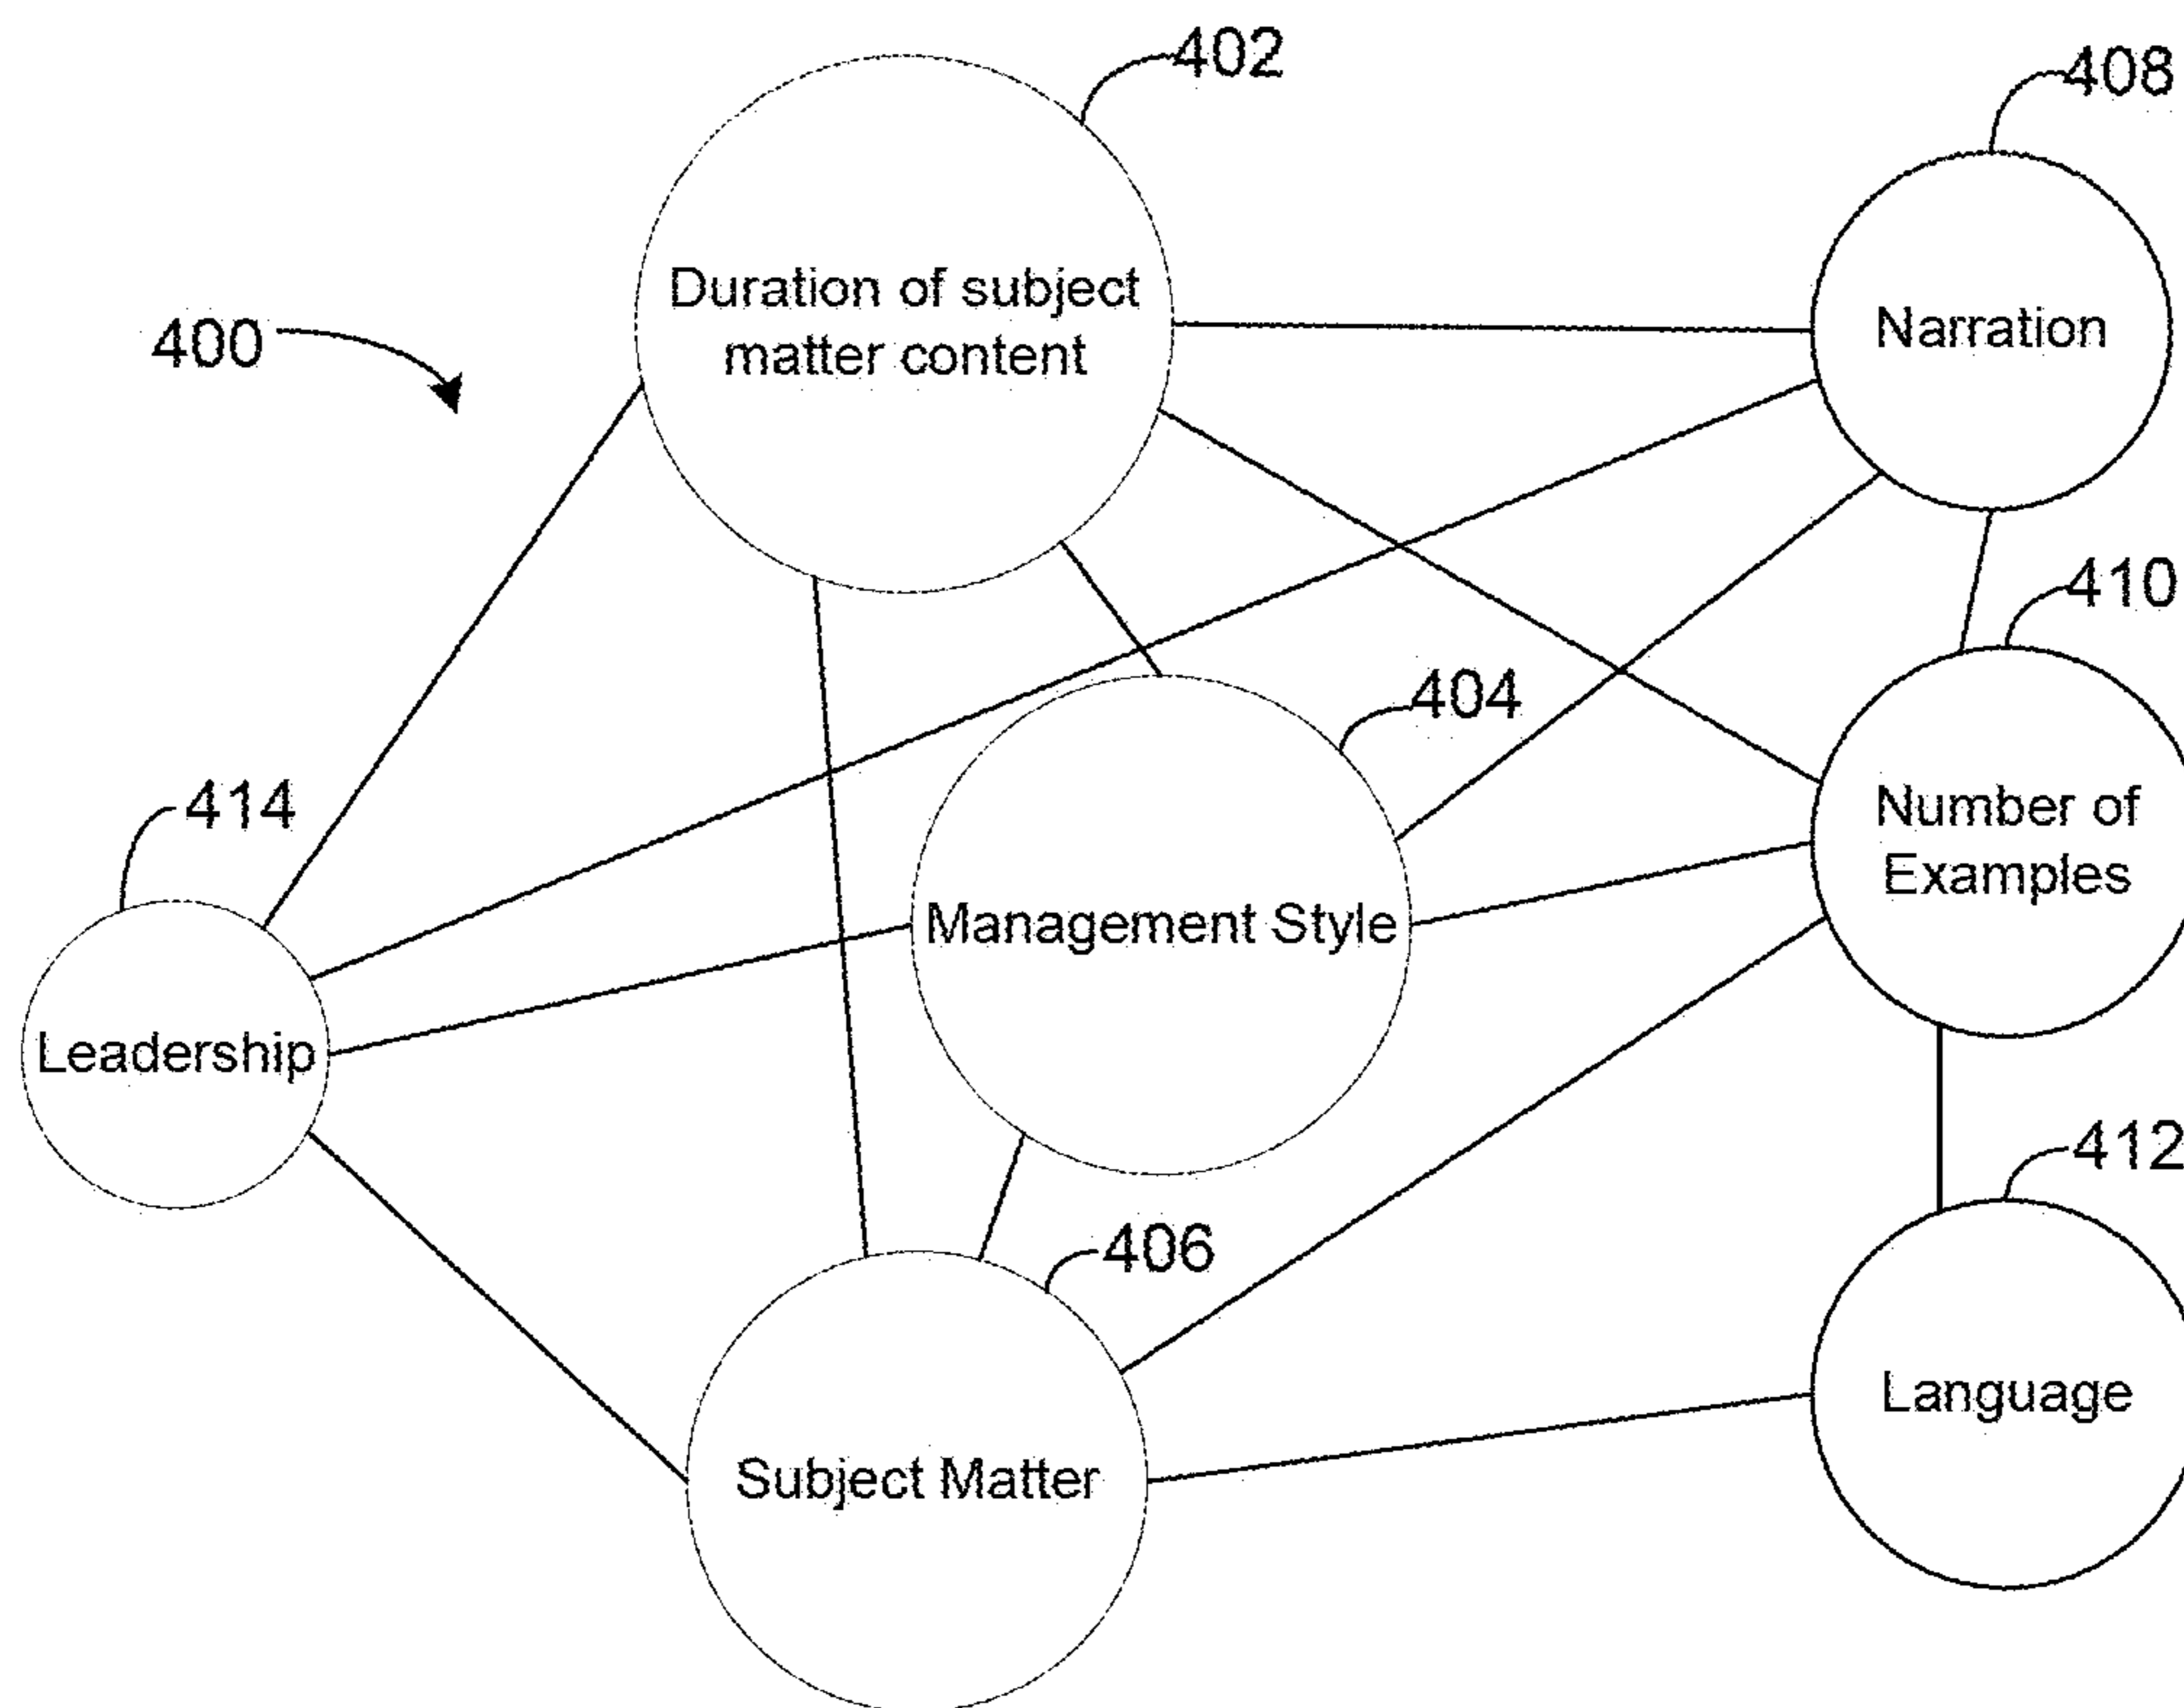 402
408
Duration of subject
matter content
Narration
400
410
404
414
Number of
Examples
Management Style
Leadership
412
406
Language
Subject Matter